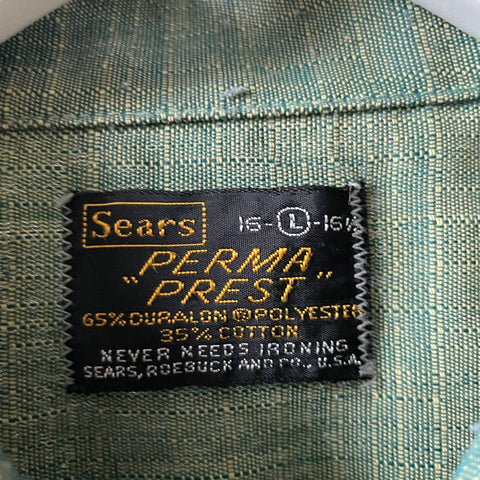 Sears 16-Ⓛ-16½
PERMA
"PREST"
65% DURALON ® POLYESTER
35% COTTON
NEVER NEEDS IRONING
SEARS, ROEBUCK AND CO., U.S.A.